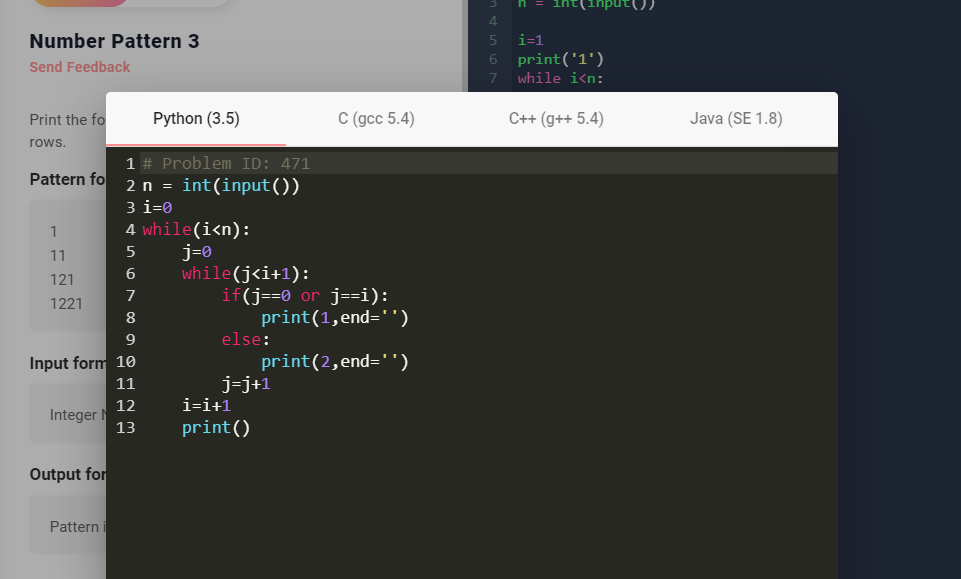 Number Pattern 3
Send Feedback
Print the fo
rows.
Pattern fo
1
11
121
1221
Input form
Integer N
Output for
Pattern i
3 n = int(input())
4
5 i=1
6 print('1')
7 while i<n:
Python (3.5) C (gcc 5.4) C++ (g++ 5.4) Java (SE 1.8)
1 # Problem ID: 471
2 n = int(input())
3 i=0
4 while(i<n):
5     j=0
6     while(j<i+1):
7         if(j==0 or j==i):
8             print(1,end='')
9         else:
10             print(2,end='')
11         j=j+1
12     i=i+1
13     print()